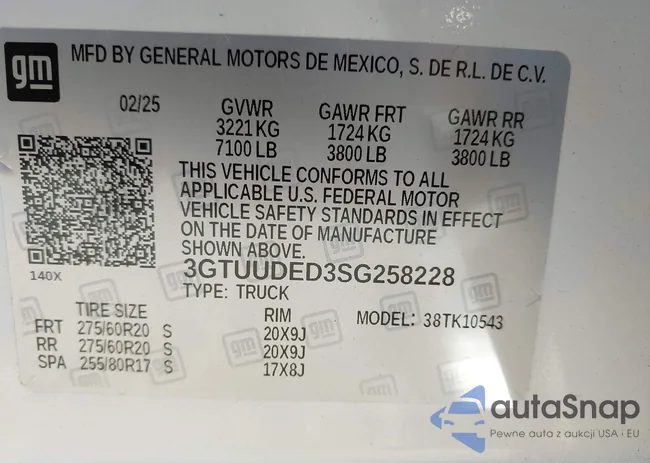 gm
MFD BY GENERAL MOTORS DE MEXICO, S. DE R.L. DE C.V.
02/25 GVWR GAWR FRT GAWR RR
3221 KG 1724 KG 1724 KG
7100 LB 3800 LB 3800 LB
THIS VEHICLE CONFORMS TO ALL
APPLICABLE U.S. FEDERAL MOTOR
VEHICLE SAFETY STANDARDS IN EFFECT
ON THE DATE OF MANUFACTURE
SHOWN ABOVE.
140X
3GTUUDED3SG258228
TYPE: TRUCK
TIRE SIZE RIM MODEL: 38TK10543
FRT 275/60R20 S 20X9J
RR 275/60R20 S 20X9J
SPA 255/80R17 S 17X8J
autaSnap
Pewne auta z aukcji USA i EU